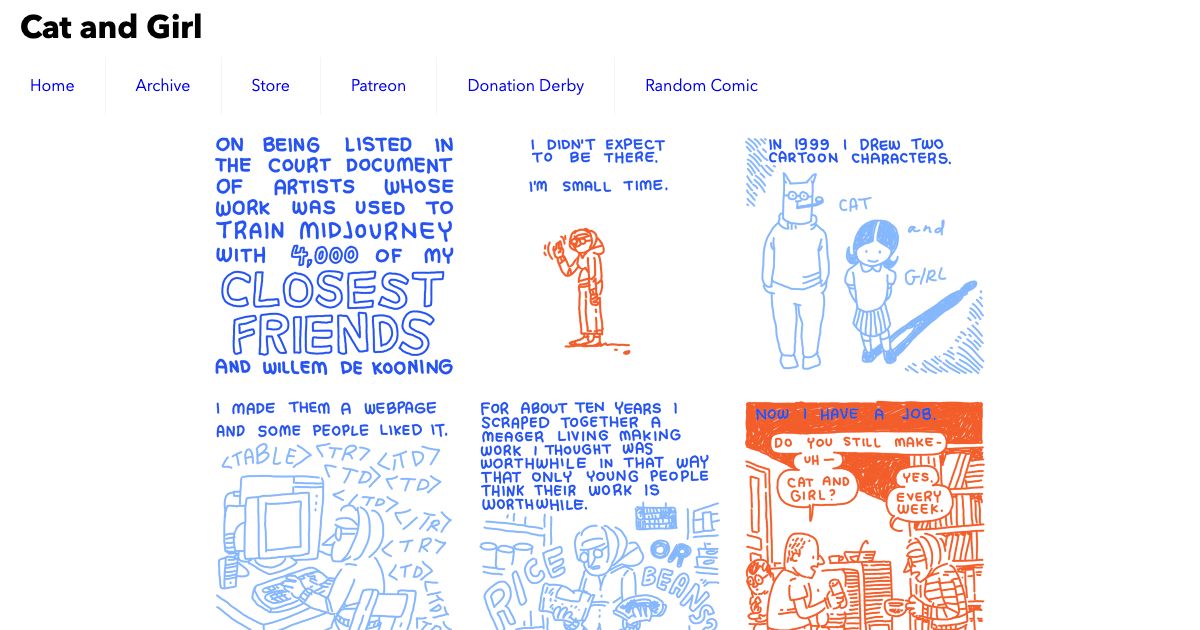 Cat and Girl
Home
Archive
Store
Patreon
Donation Derby
Random Comic
ON BEING LISTED IN
THE COURT DOCUMENT
OF ARTISTS WHOSE
WORK WAS USED TO
TRAIN MIDJOURNEY
WITH 4,000 OF MY
CLOSEST
FRIENDS
AND WILLEM DE KOONING
I DIDN'T EXPECT
TO BE THERE.
I'M SMALL TIME.
IN 1999 I DREW TWO
CARTOON CHARACTERS.
CAT
and
GIRL
I MADE THEM A WEBPAGE
AND SOME PEOPLE LIKED IT.
<TABLE> <TR> <TD>
<TD> <TD>
</TD>
</TR>
<TR>
<TD>
FOR ABOUT TEN YEARS I
SCRAPED TOGETHER A
MEAGER LIVING MAKING
WORK I THOUGHT WAS
WORTHWHILE IN THAT WAY
THAT ONLY YOUNG PEOPLE
THINK THEIR WORK IS
WORTHWHILE.
RICE
OR
BEANS
NOW I HAVE A JOB.
DO YOU STILL MAKE-
UH-
CAT AND
GIRL?
YES.
EVERY
WEEK.